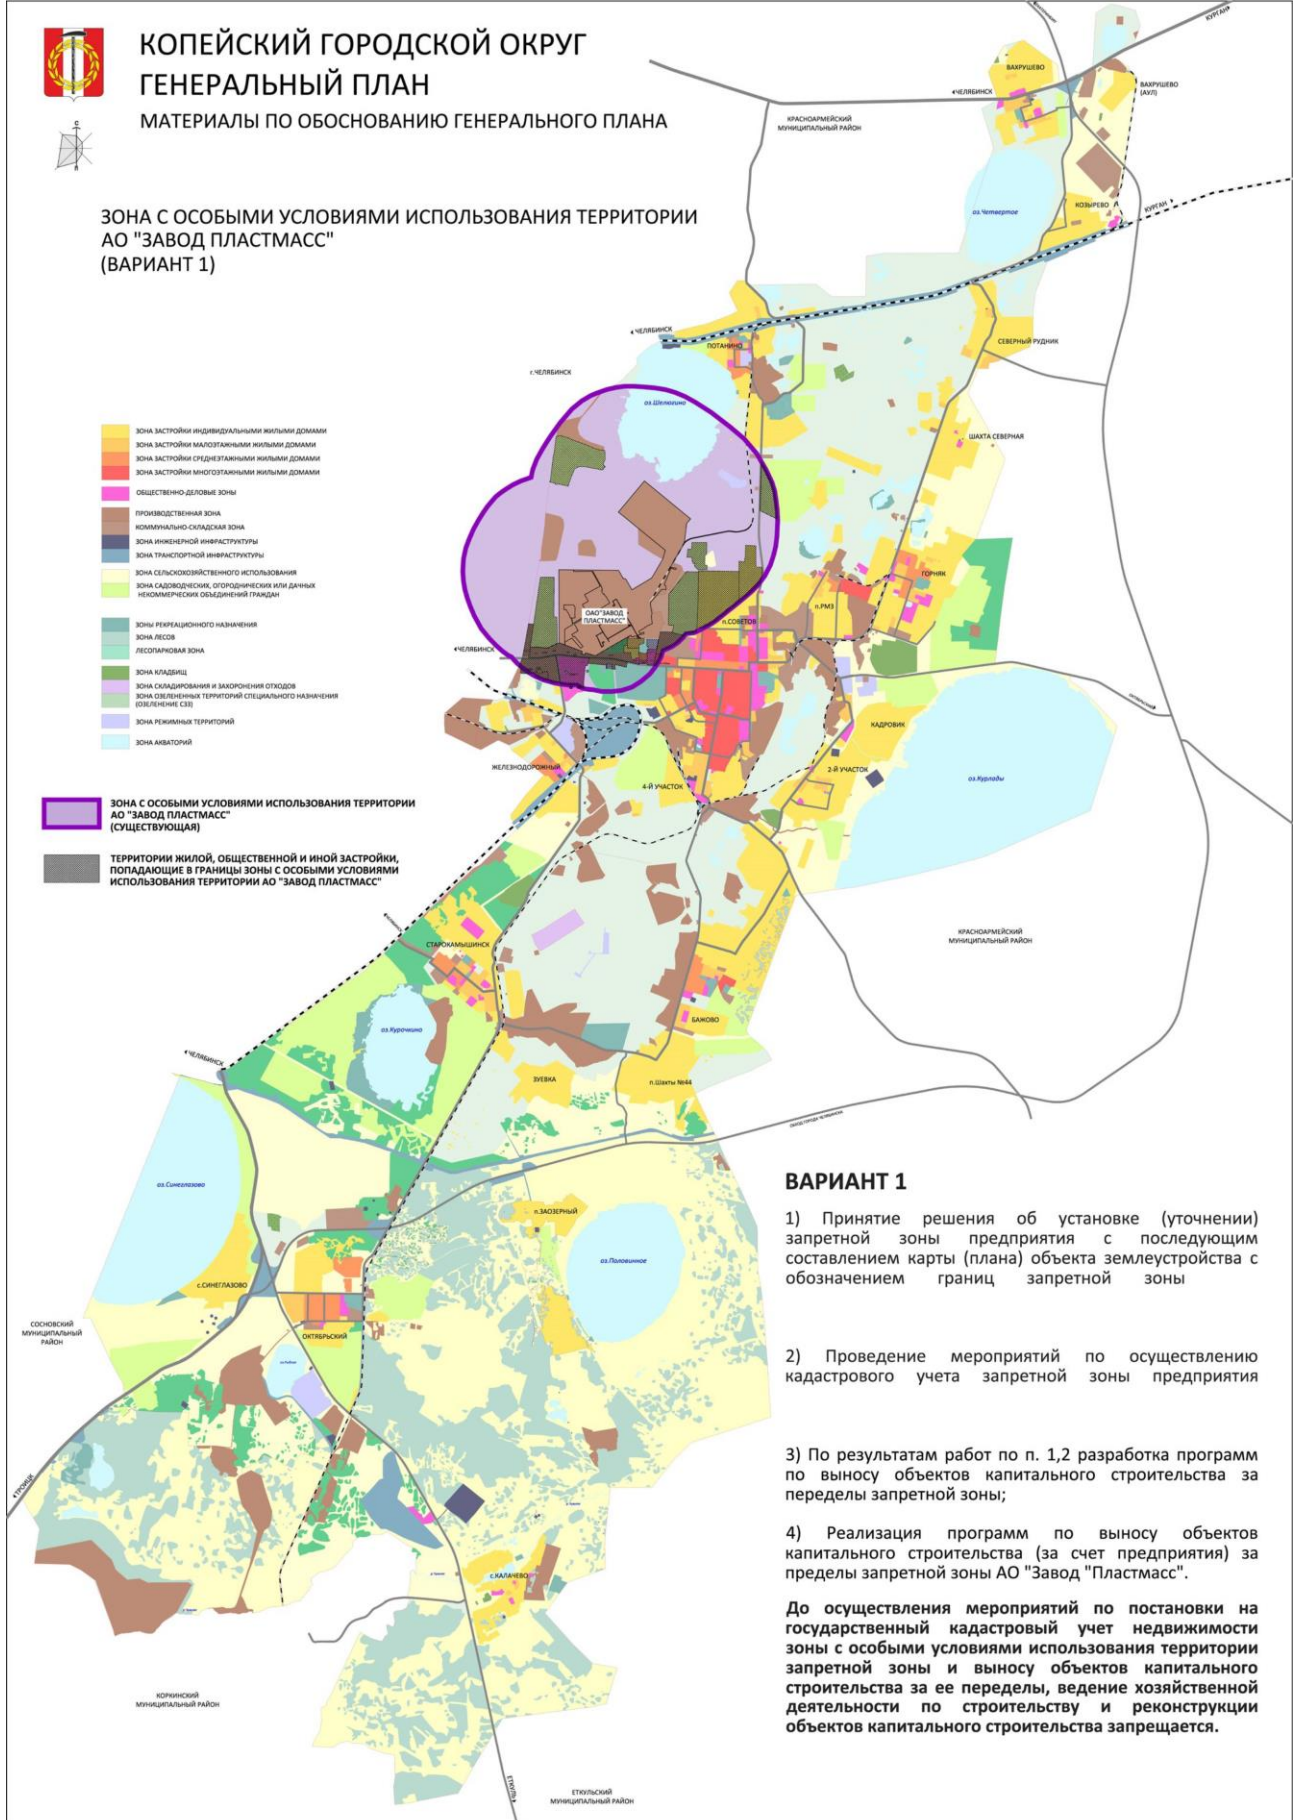 КОПЕЙСКИЙ ГОРОДСКОЙ ОКРУГ
ГЕНЕРАЛЬНЫЙ ПЛАН
МАТЕРИАЛЫ ПО ОБОСНОВАНИЮ ГЕНЕРАЛЬНОГО ПЛАНА
С
ЗОНА С ОСОБЫМИ УСЛОВИЯМИ ИСПОЛЬЗОВАНИЯ ТЕРРИТОРИИ
АО "ЗАВОД ПЛАСТМАСС"
(ВАРИАНТ 1)
ЗОНА ЗАСТРОЙКИ ИНДИВИДУАЛЬНЫМИ ЖИЛЫМИ ДОМАМИ
ЗОНА ЗАСТРОЙКИ МАЛОЭТАЖНЫМИ ЖИЛЫМИ ДОМАМИ
ЗОНА ЗАСТРОЙКИ СРЕДНЕЭТАЖНЫМИ ЖИЛЫМИ ДОМАМИ
ЗОНА ЗАСТРОЙКИ МНОГОЭТАЖНЫМИ ЖИЛЫМИ ДОМАМИ
ОБЩЕСТВЕННО-ДЕЛОВЫЕ ЗОНЫ
ПРОИЗВОДСТВЕННАЯ ЗОНА
КОММУНАЛЬНО-СКЛАДСКАЯ ЗОНА
ЗОНА ИНЖЕНЕРНОЙ ИНФРАСТРУКТУРЫ
ЗОНА ТРАНСПОРТНОЙ ИНФРАСТРУКТУРЫ
ЗОНА СЕЛЬСКОХОЗЯЙСТВЕННОГО ИСПОЛЬЗОВАНИЯ
ЗОНА САДОВОДЧЕСКИХ, ОГОРОДНИЧЕСКИХ ИЛИ ДАЧНЫХ
НЕКОММЕРЧЕСКИХ ОБЪЕДИНЕНИЙ ГРАЖДАН
ЗОНЫ РЕКРЕАЦИОННОГО НАЗНАЧЕНИЯ
ЗОНА ЛЕСОВ
ЛЕСОПАРКОВАЯ ЗОНА
ЗОНА КЛАДБИЩ
ЗОНА СКЛАДИРОВАНИЯ И ЗАХОРОНЕНИЯ ОТХОДОВ
ЗОНА ОЗЕЛЕНЕННЫХ ТЕРРИТОРИЙ СПЕЦИАЛЬНОГО НАЗНАЧЕНИЯ
(ОЗЕЛЕНЕНИЕ СЗЗ)
ЗОНА РЕЖИМНЫХ ТЕРРИТОРИЙ
ЗОНА АКВАТОРИЙ
ЗОНА С ОСОБЫМИ УСЛОВИЯМИ ИСПОЛЬЗОВАНИЯ ТЕРРИТОРИИ
АО "ЗАВОД ПЛАСТМАСС"
(СУЩЕСТВУЮЩАЯ)
ТЕРРИТОРИИ ЖИЛОЙ, ОБЩЕСТВЕННОЙ И ИНОЙ ЗАСТРОЙКИ,
ПОПАДАЮЩИЕ В ГРАНИЦЫ ЗОНЫ С ОСОБЫМИ УСЛОВИЯМИ
ИСПОЛЬЗОВАНИЯ ТЕРРИТОРИИ АО "ЗАВОД ПЛАСТМАСС"
КУРГАН
ВАХРУШЕВО
ЧЕЛЯБИНСК
ВАХРУШЕВО
(АУЛ)
КРАСНОАРМЕЙСКИЙ
МУНИЦИПАЛЬНЫЙ РАЙОН
оз.Четвертое
КОЗЫРЕВО
КУРГАН
ЧЕЛЯБИНСК
ПОТАНИНО
СЕВЕРНЫЙ РУДНИК
г.ЧЕЛЯБИНСК
оз.Шелюгино
ШАХТА СЕВЕРНАЯ
ГОРНЯК
п.РМЗ
ОАО"ЗАВОД
ПЛАСТМАСС"
п.СОВЕТОВ
ЧЕЛЯБИНСК
КАДРОВИК
ЖЕЛЕЗНОДОРОЖНЫЙ
2-Й УЧАСТОК
4-Й УЧАСТОК
оз.Курлады
СТАРОКАМЫШИНСК
КРАСНОАРМЕЙСКИЙ
МУНИЦИПАЛЬНЫЙ РАЙОН
оз.Курочкино
БАЖОВО
ЧЕЛЯБИНСК
ЗУЕВКА
п.Шахты №44
оз.Синеглазово
п.ЗАОЗЕРНЫЙ
оз.Половинное
с.СИНЕГЛАЗОВО
СОСНОВСКИЙ
МУНИЦИПАЛЬНЫЙ
РАЙОН
ОКТЯБРЬСКИЙ
ТРОИЦК
с.КАЛАЧЕВО
КОРКИНСКИЙ
МУНИЦИПАЛЬНЫЙ РАЙОН
ЕТКУЛЬ
ЕТКУЛЬСКИЙ
МУНИЦИПАЛЬНЫЙ РАЙОН
ВАРИАНТ 1
1) Принятие решения об установке (уточнении)
запретной зоны предприятия с последующим
составлением карты (плана) объекта землеустройства с
обозначением границ запретной зоны
2) Проведение мероприятий по осуществлению
кадастрового учета запретной зоны предприятия
3) По результатам работ по п. 1,2 разработка программ
по выносу объектов капитального строительства за
переделы запретной зоны;
4) Реализация программ по выносу объектов
капитального строительства (за счет предприятия) за
пределы запретной зоны АО "Завод "Пластмасс".
До осуществления мероприятий по постановки на
государственный кадастровый учет недвижимости
зоны с особыми условиями использования территории
запретной зоны и выносу объектов капитального
строительства за ее переделы, ведение хозяйственной
деятельности по строительству и реконструкции
объектов капитального строительства запрещается.